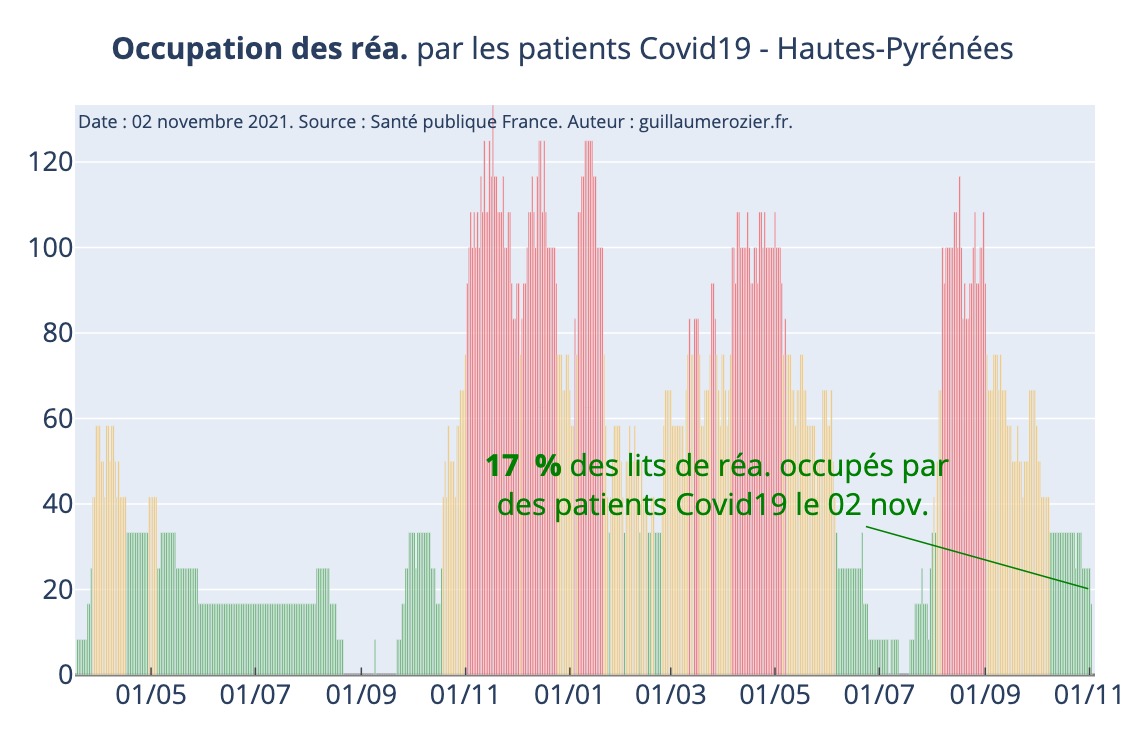 Occupation des réa. par les patients Covid19 - Hautes-Pyrénées
Date : 02 novembre 2021. Source : Santé publique France. Auteur : guillaumerozier.fr.
120
100
80
60
40
20
0
17 % des lits de réa. occupés par
des patients Covid19 le 02 nov.
01/05 01/07 01/09 01/11 01/01 01/03 01/05 01/07 01/09 01/11